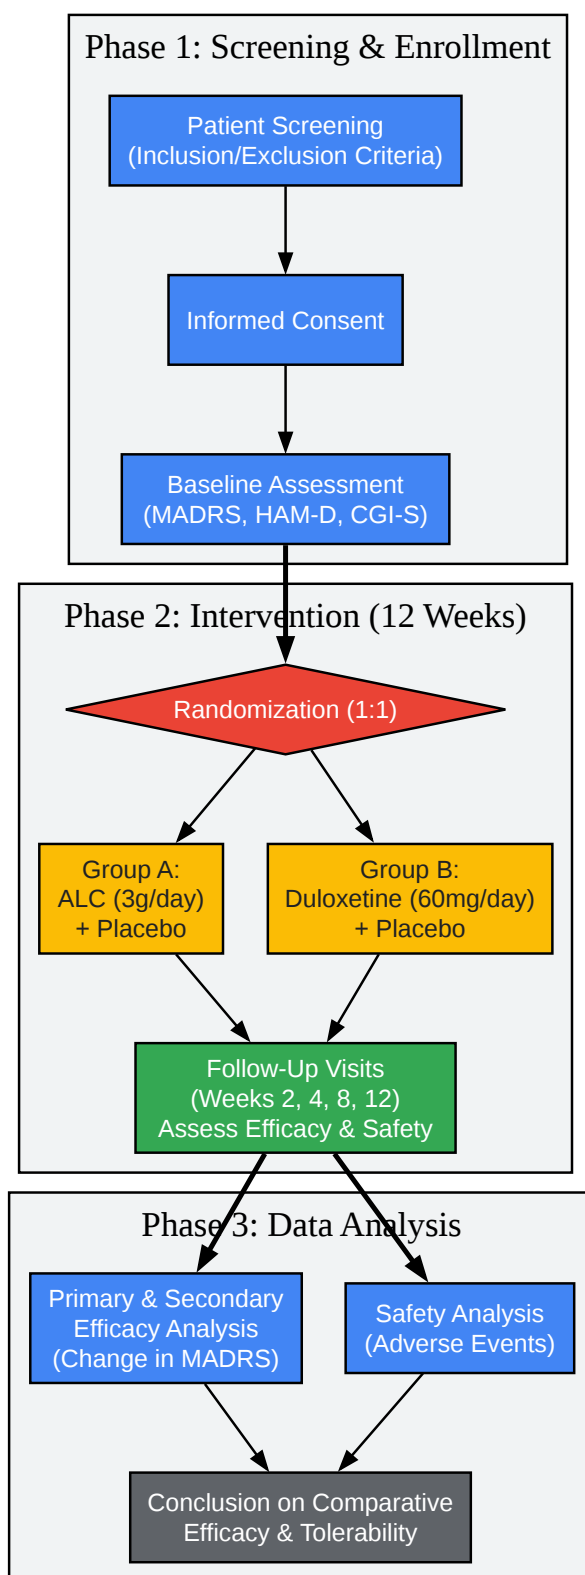 Phase 1: Screening & Enrollment
Patient Screening
(Inclusion/Exclusion Criteria)
Informed Consent
Baseline Assessment
(MADRS, HAM-D, CGI-S)
Phase 2: Intervention (12 Weeks)
Randomization (1:1)
Group A:
ALC (3g/day)
+ Placebo
Group B:
Duloxetine (60mg/day)
+ Placebo
Follow-Up Visits
(Weeks 2, 4, 8, 12)
Assess Efficacy & Safety
Phase 3: Data Analysis
Primary & Secondary
Efficacy Analysis
(Change in MADRS)
Safety Analysis
(Adverse Events)
Conclusion on Comparative
Efficacy & Tolerability